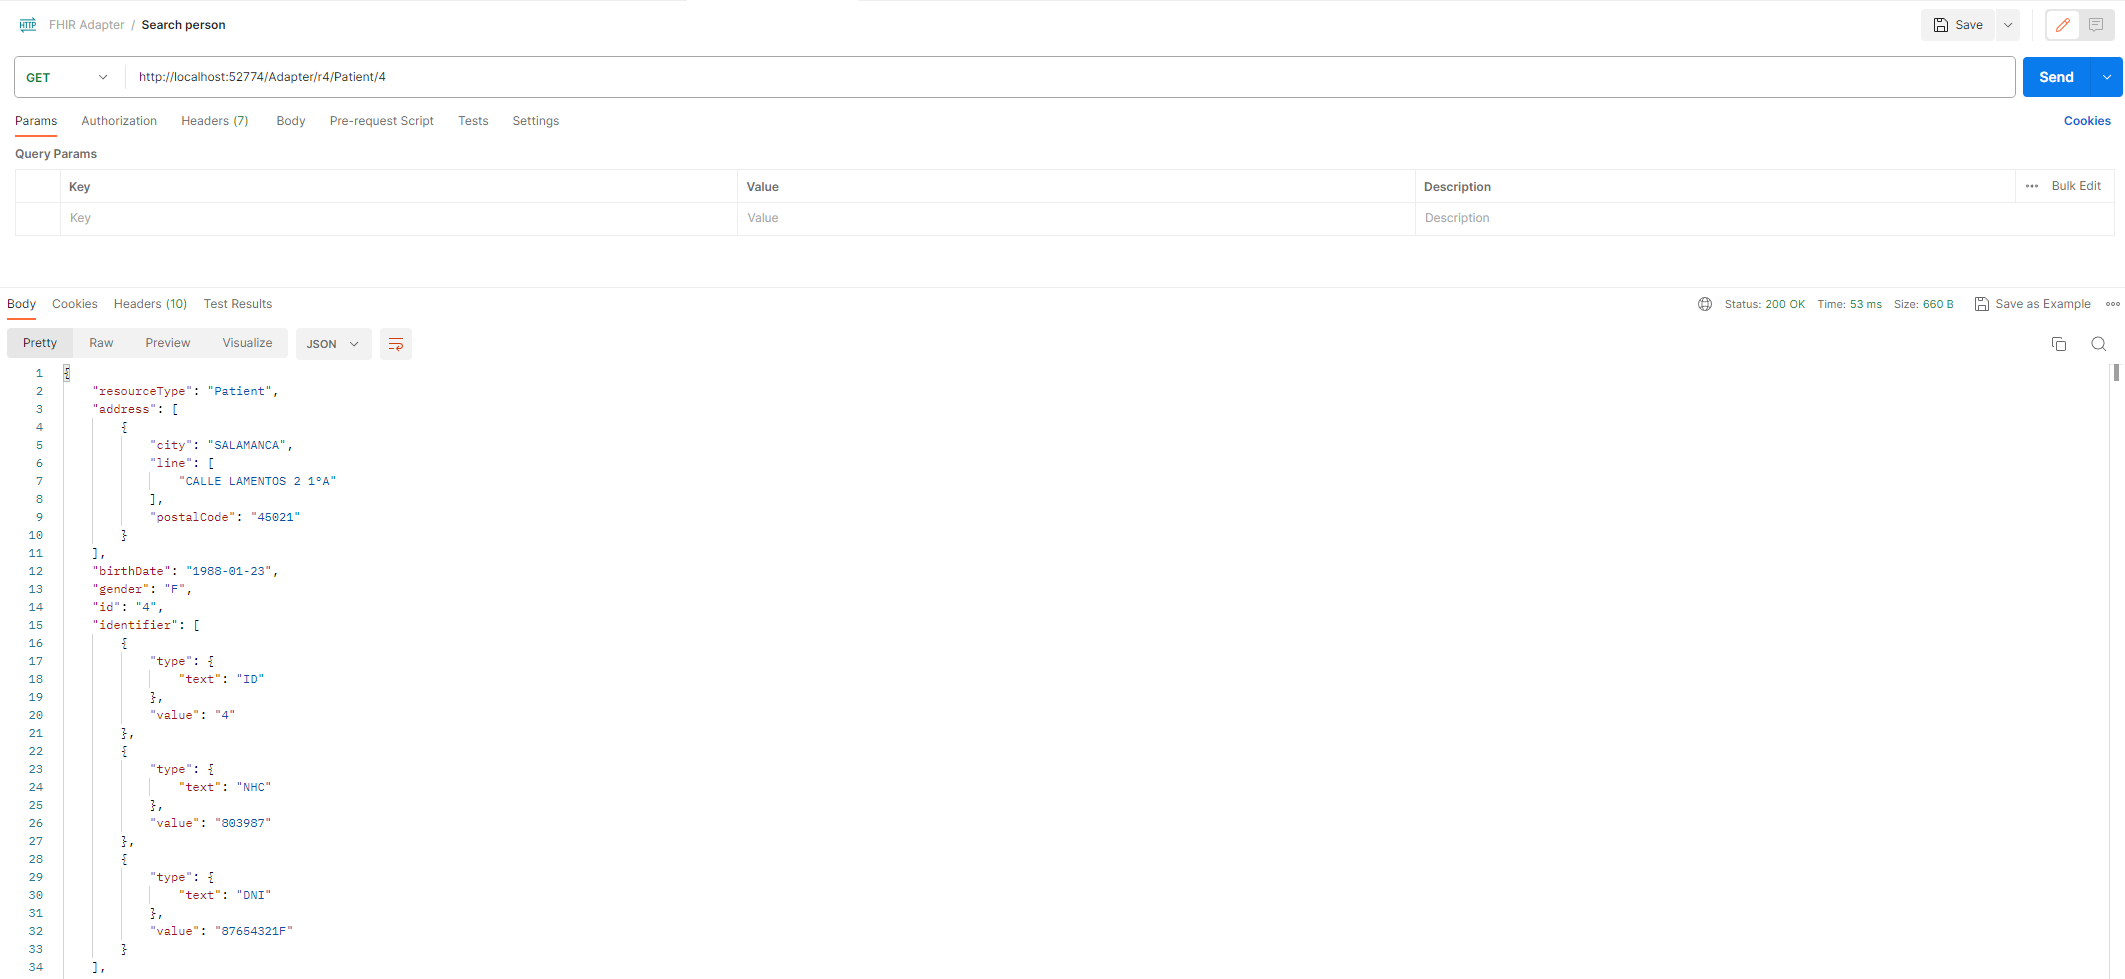 HTTP FHIR Adapter / Search person Save
GET http://localhost:52774/Adapter/r4/Patient/4 Send
Params Authorization Headers (7) Body Pre-request Script Tests Settings Cookies
Query Params
Key Value Description ••• Bulk Edit
Key Value Description
Body Cookies Headers (10) Test Results Status: 200 OK Time: 53 ms Size: 660 B Save as Example
Pretty Raw Preview Visualize JSON
1 {
2 "resourceType": "Patient",
3 "address": [
4 {
5 "city": "SALAMANCA",
6 "line": [
7 "CALLE LAMENTOS 2 1ºA"
8 ],
9 "postalCode": "45021"
10 }
11 ],
12 "birthDate": "1988-01-23",
13 "gender": "F",
14 "id": "4",
15 "identifier": [
16 {
17 "type": {
18 "text": "ID"
19 },
20 "value": "4"
21 },
22 {
23 "type": {
24 "text": "NHC"
25 },
26 "value": "803987"
27 },
28 {
29 "type": {
30 "text": "DNI"
31 },
32 "value": "87654321F"
33 }
34 ],